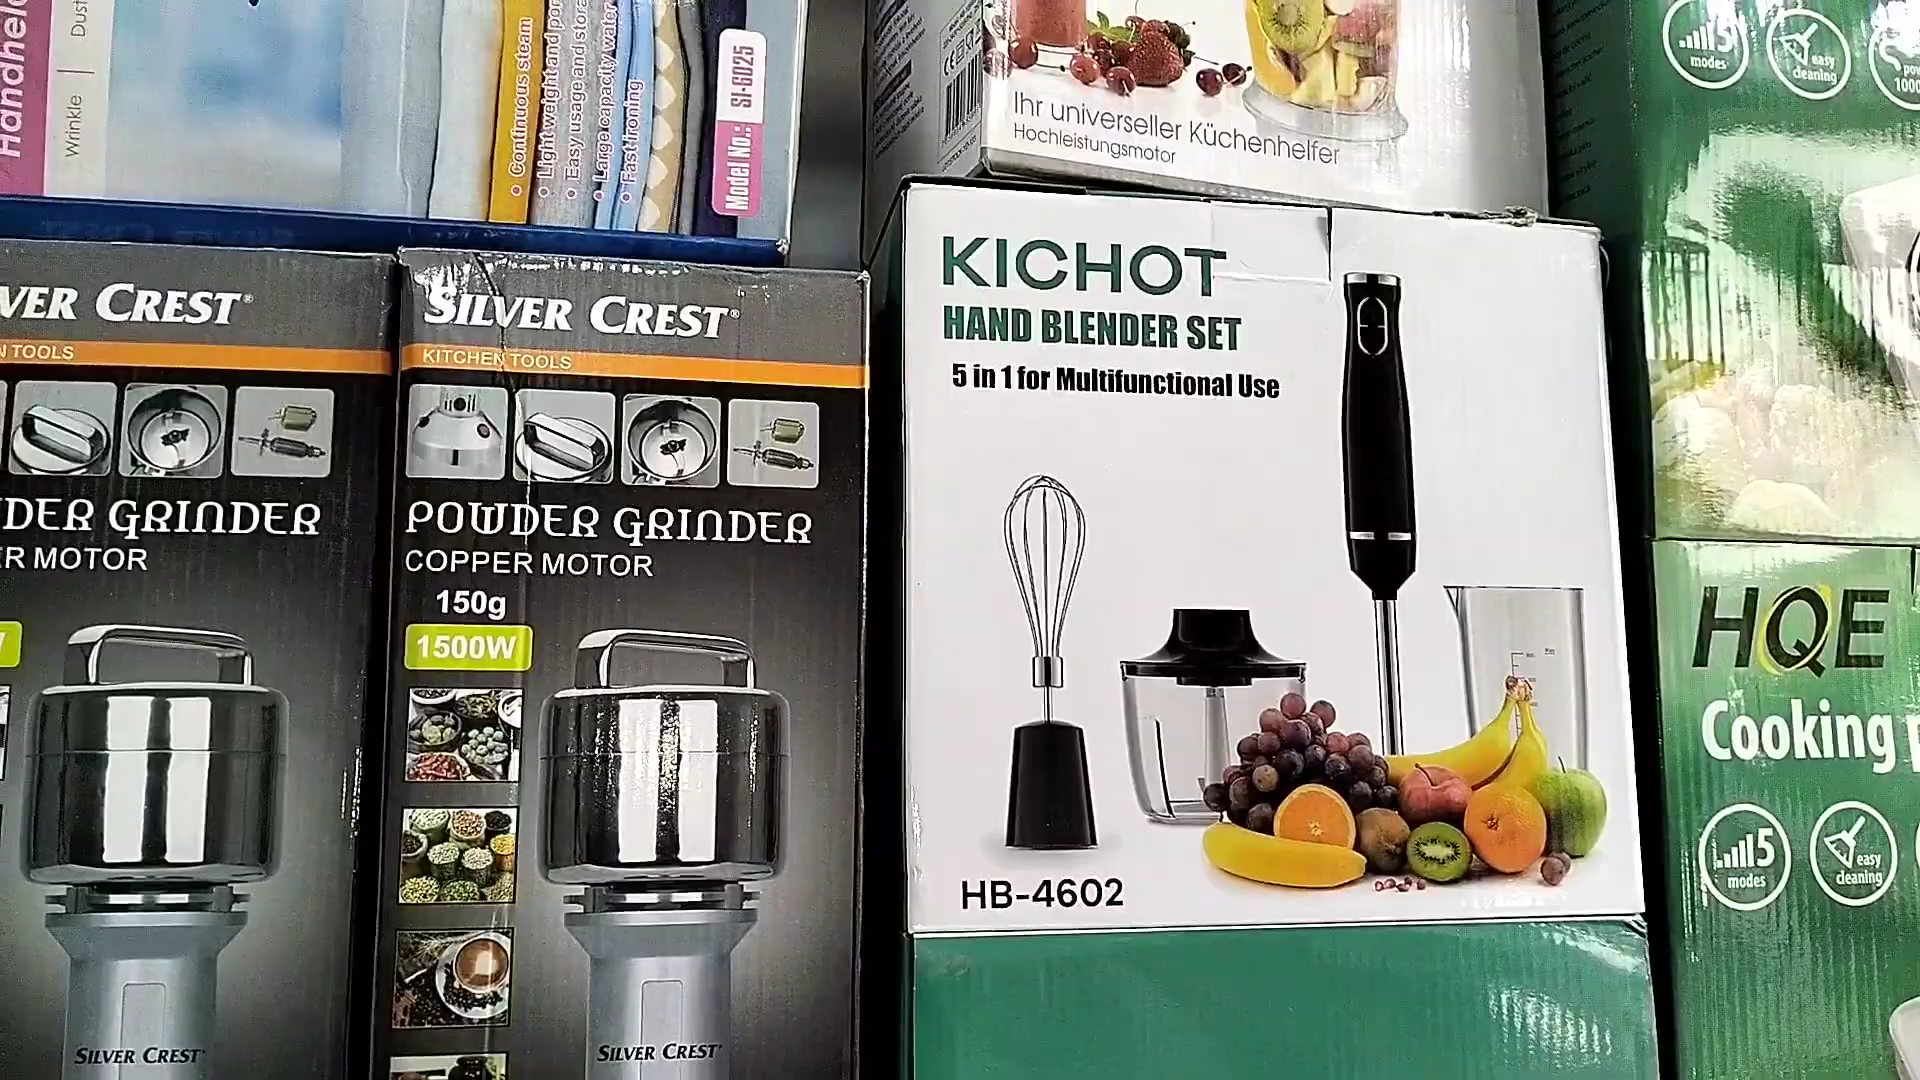 Handheld
Wrinkle | Dust
• Continuous steam
• Light weight and por
• Easy usage and stora
• Large capacity water
• Fast ironing
Model No.: SI-6025
Ihr universeller Küchenhelfer
Hochleistungsmotor
5
modes
easy
cleaning
1000
VER CREST®
N TOOLS
DER GRINDER
ER MOTOR
SILVER CREST
SILVER CREST®
KITCHEN TOOLS
POWDER GRINDER
COPPER MOTOR
150g
1500W
SILVER CREST
KICHOT
HAND BLENDER SET
5 in 1 for Multifunctional Use
HB-4602
HQE
Cooking
5
modes
easy
cleaning